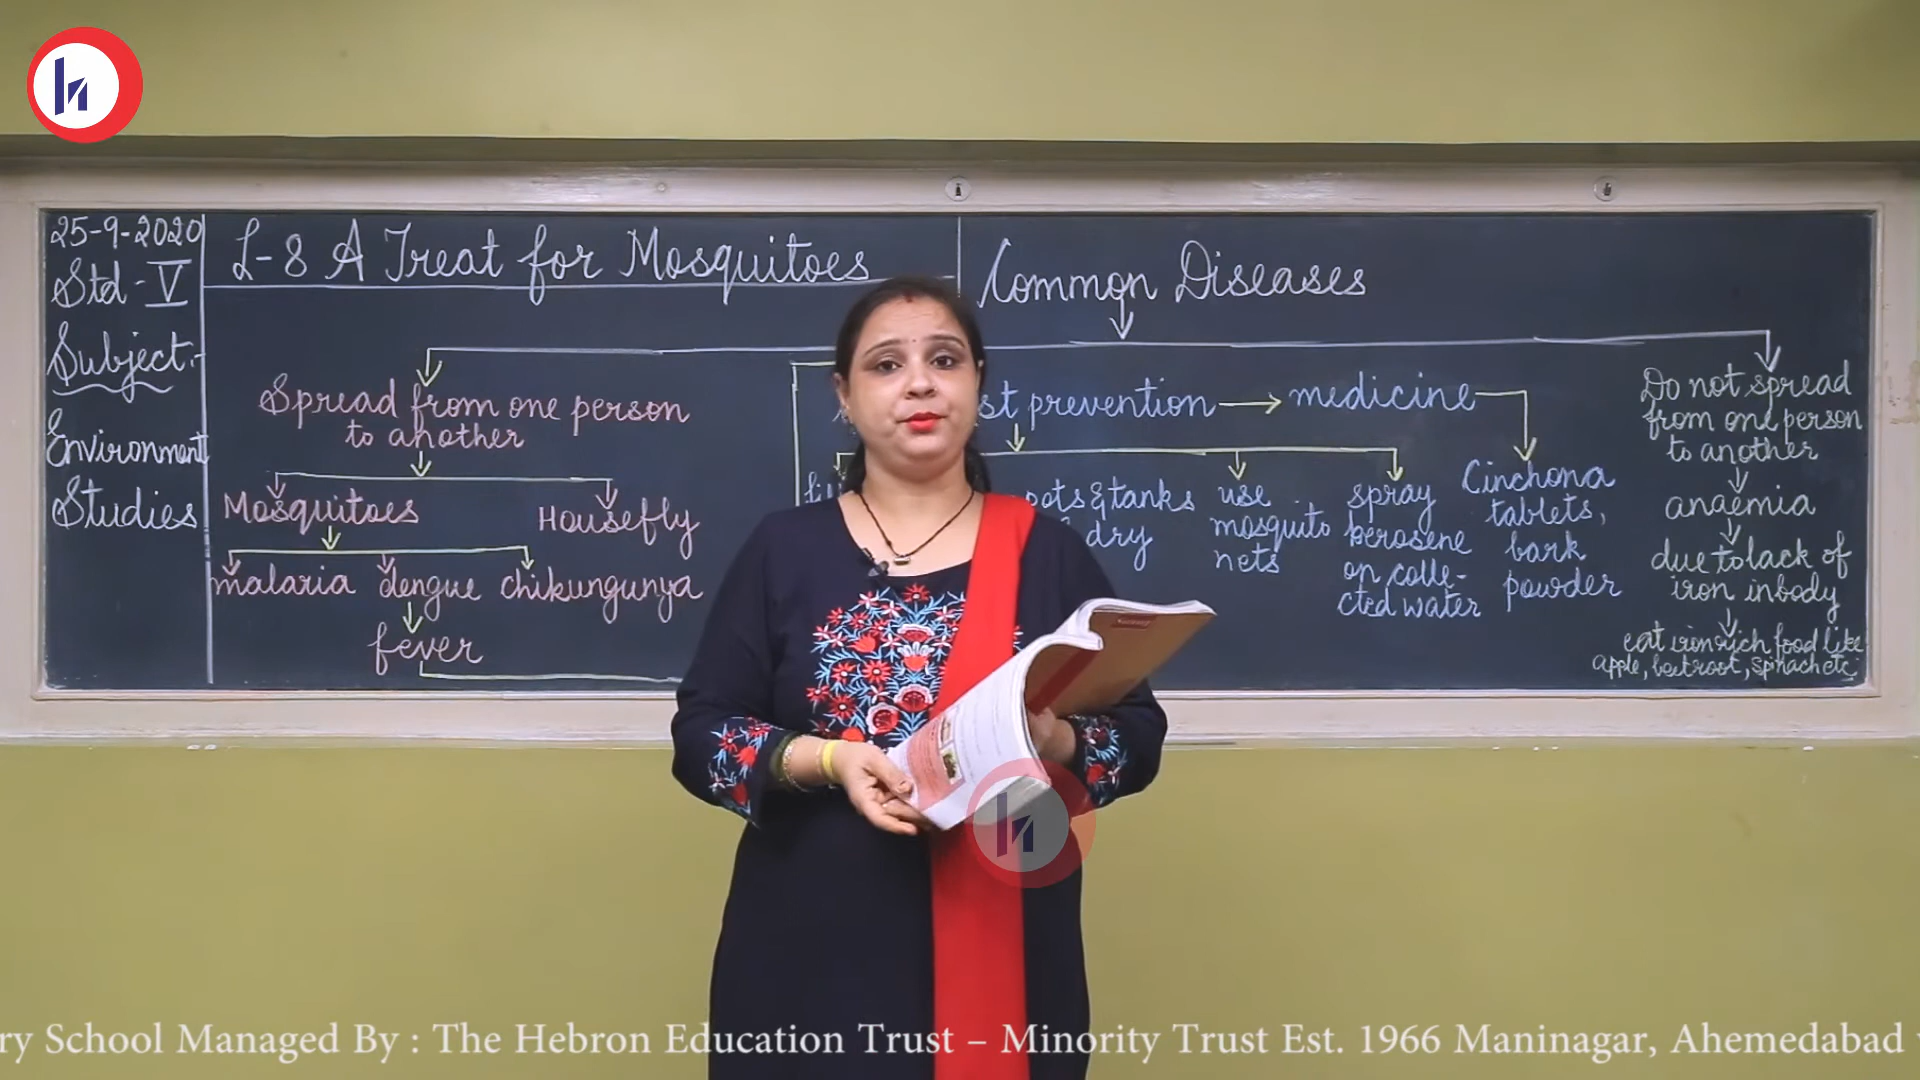 25-9-2020
Std - V
Subject:-
Environment
Studies
L-8 A Treat for Mosquitoes
Spread from one person
to another
Mosquitoes
Housefly
malaria dengue chikungunya
fever
Common Diseases
prevention → medicine
pots & tanks
dry
use
mosquito
nets
spray
kerosene
on colle-
cted water
Cinchona
tablets,
bark
powder
Do not spread
from one person
to another
anaemia
due to lack of
iron in body
eat iron rich food like
apple, beetroot, spinach etc
School Managed By : The Hebron Education Trust – Minority Trust Est. 1966 Maninagar, Ahemedabad